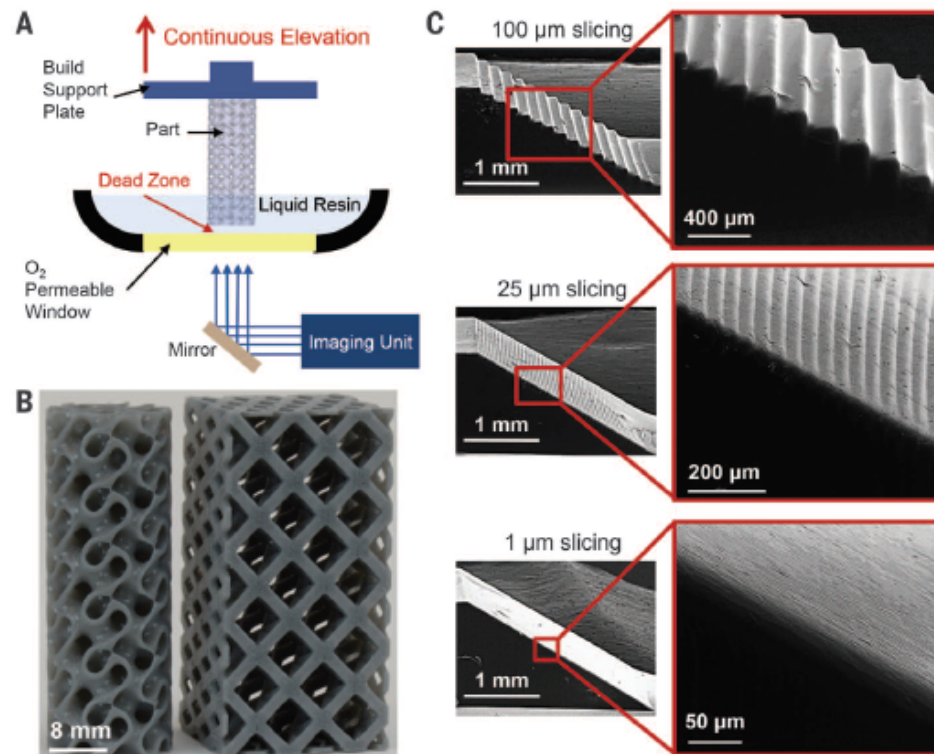 A
Continuous Elevation
Build
Support
Plate
Part
Dead Zone
Liquid Resin
O₂
Permeable
Window
Mirror
Imaging Unit
B
8 mm
C
100 µm slicing
1 mm
400 µm
25 µm slicing
1 mm
200 µm
1 µm slicing
1 mm
50 µm